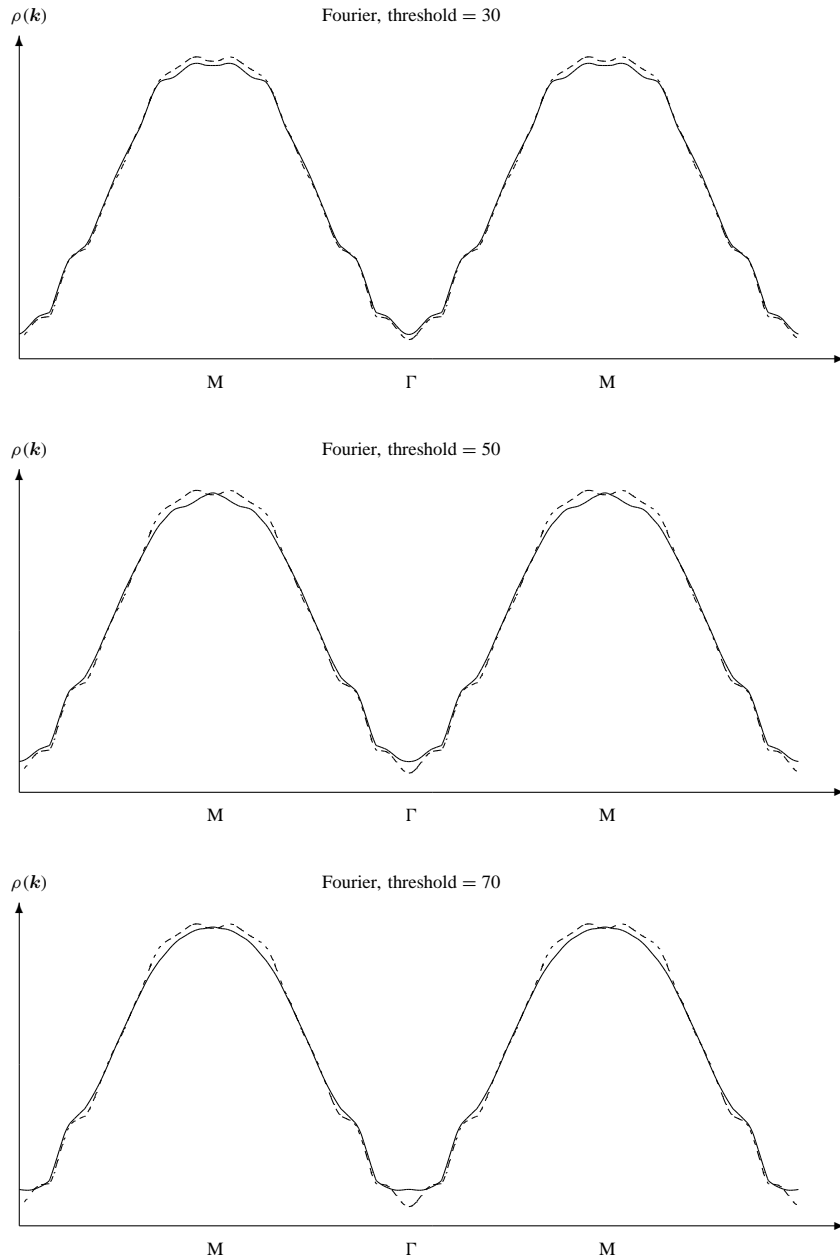 ρ(k) Fourier, threshold = 30
M Γ M
ρ(k) Fourier, threshold = 50
M Γ M
ρ(k) Fourier, threshold = 70
M Γ M